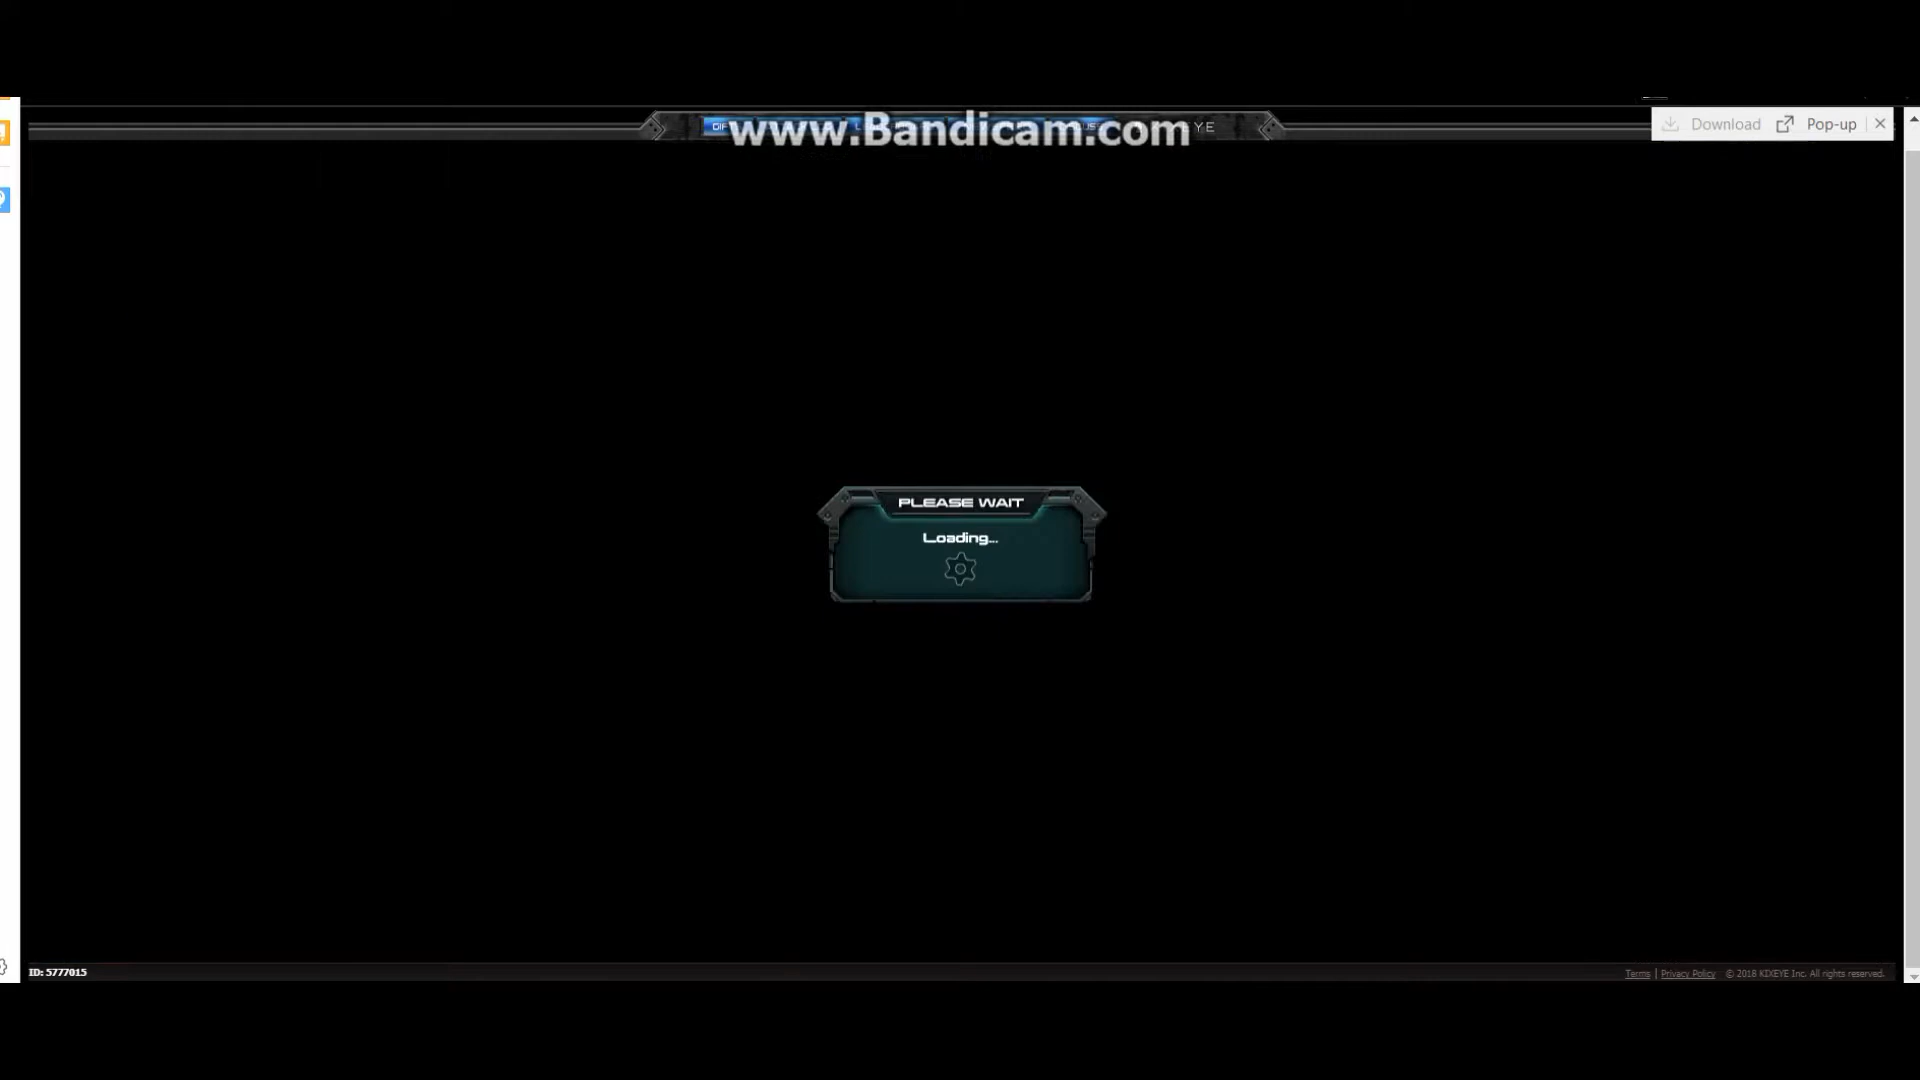 www.Bandicam.com
Download Pop-up
PLEASE WAIT
Loading...
ID: 5777015
Terms | Privacy Policy © 2018 KIXEYE Inc. All rights reserved.